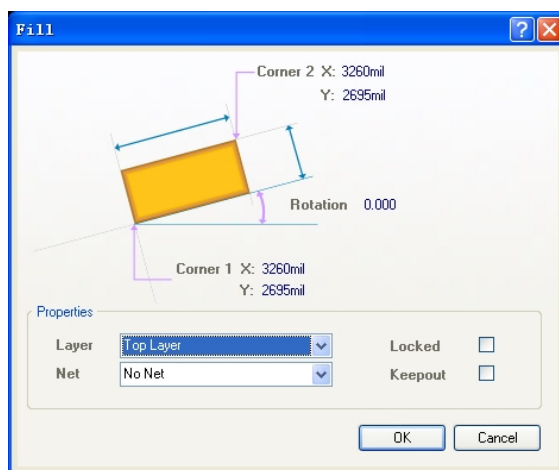 Fill
Corner 2 X: 3260mil
Y: 2695mil
Rotation 0.000
Corner 1 X: 3260mil
Y: 2695mil
Properties
Layer Top Layer Locked
Net No Net Keepout
OK Cancel